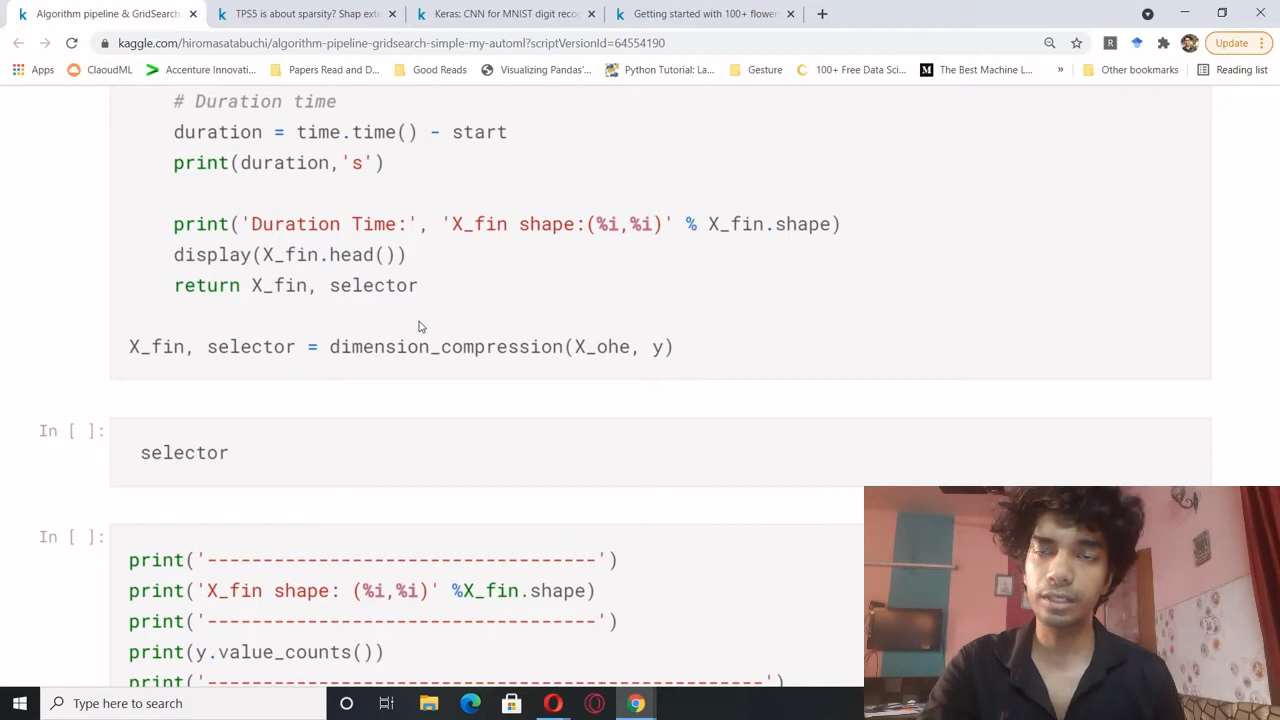 Algorithm pipeline & GridSearch
TPS5 is about sparsity? Shap exte
Keras: CNN for MNIST digit reco
Getting started with 100+ flower
kaggle.com/hiromasatabuchi/algorithm-pipeline-gridsearch-simple-my-tutorial?scriptVersionId=64554190
Update
Apps
ClaoudML
Accenture Innovati...
Papers Read and D...
Good Reads
Visualizing Pandas'...
Python Tutorial: La...
Gesture
100+ Free Data Sci...
The Best Machine L...
»
Other bookmarks
Reading list
# Duration time
duration = time.time() - start
print(duration,'s')
print('Duration Time:', 'X_fin shape:(%i,%i)' % X_fin.shape)
display(X_fin.head())
return X_fin, selector
X_fin, selector = dimension_compression(X_ohe, y)
In [ ]:
selector
In [ ]:
print('-----------------------------------')
print('X_fin shape: (%i,%i)' %X_fin.shape)
print('-----------------------------------')
print(y.value_counts())
print('--------------------------------------------------')
Type here to search